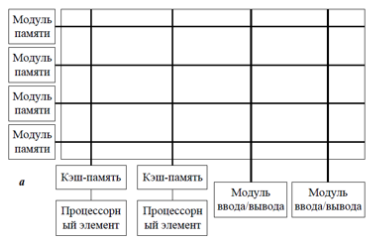 Модуль
памяти
Модуль
памяти
Модуль
памяти
Модуль
памяти
а
Кэш-память
Кэш-память
Процессорн
ый элемент
Процессорн
ый элемент
Модуль
ввода/вывода
Модуль
ввода/вывода